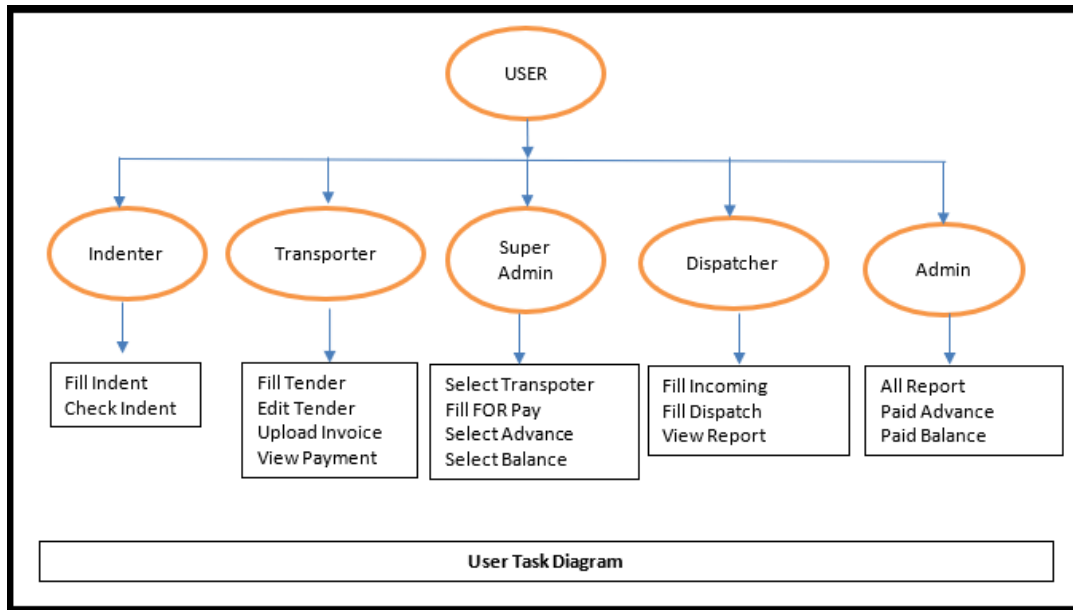 USER
Indenter
Transporter
Super
Admin
Dispatcher
Admin
Fill Indent
Check Indent
Fill Tender
Edit Tender
Upload Invoice
View Payment
Select Transpoter
Fill FOR Pay
Select Advance
Select Balance
Fill Incoming
Fill Dispatch
View Report
All Report
Paid Advance
Paid Balance
User Task Diagram